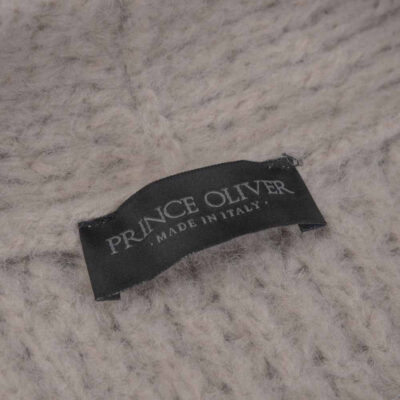 PRINCE OLIVER
· MADE IN ITALY ·